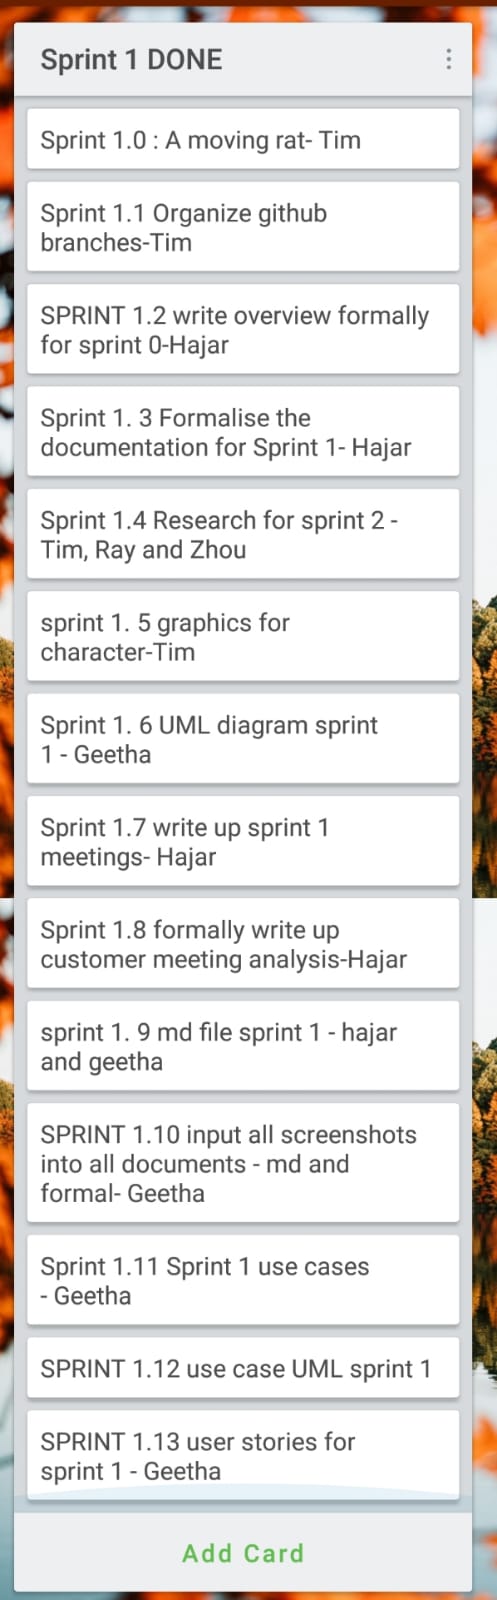 Sprint 1 DONE
Sprint 1.0 : A moving rat- Tim
Sprint 1.1 Organize github
branches-Tim
SPRINT 1.2 write overview formally
for sprint 0-Hajar
Sprint 1. 3 Formalise the
documentation for Sprint 1- Hajar
Sprint 1.4 Research for sprint 2 -
Tim, Ray and Zhou
sprint 1. 5 graphics for
character-Tim
Sprint 1. 6 UML diagram sprint
1 - Geetha
Sprint 1.7 write up sprint 1
meetings- Hajar
Sprint 1.8 formally write up
customer meeting analysis-Hajar
sprint 1. 9 md file sprint 1 - hajar
and geetha
SPRINT 1.10 input all screenshots
into all documents - md and
formal- Geetha
Sprint 1.11 Sprint 1 use cases
- Geetha
SPRINT 1.12 use case UML sprint 1
SPRINT 1.13 user stories for
sprint 1 - Geetha
Add Card